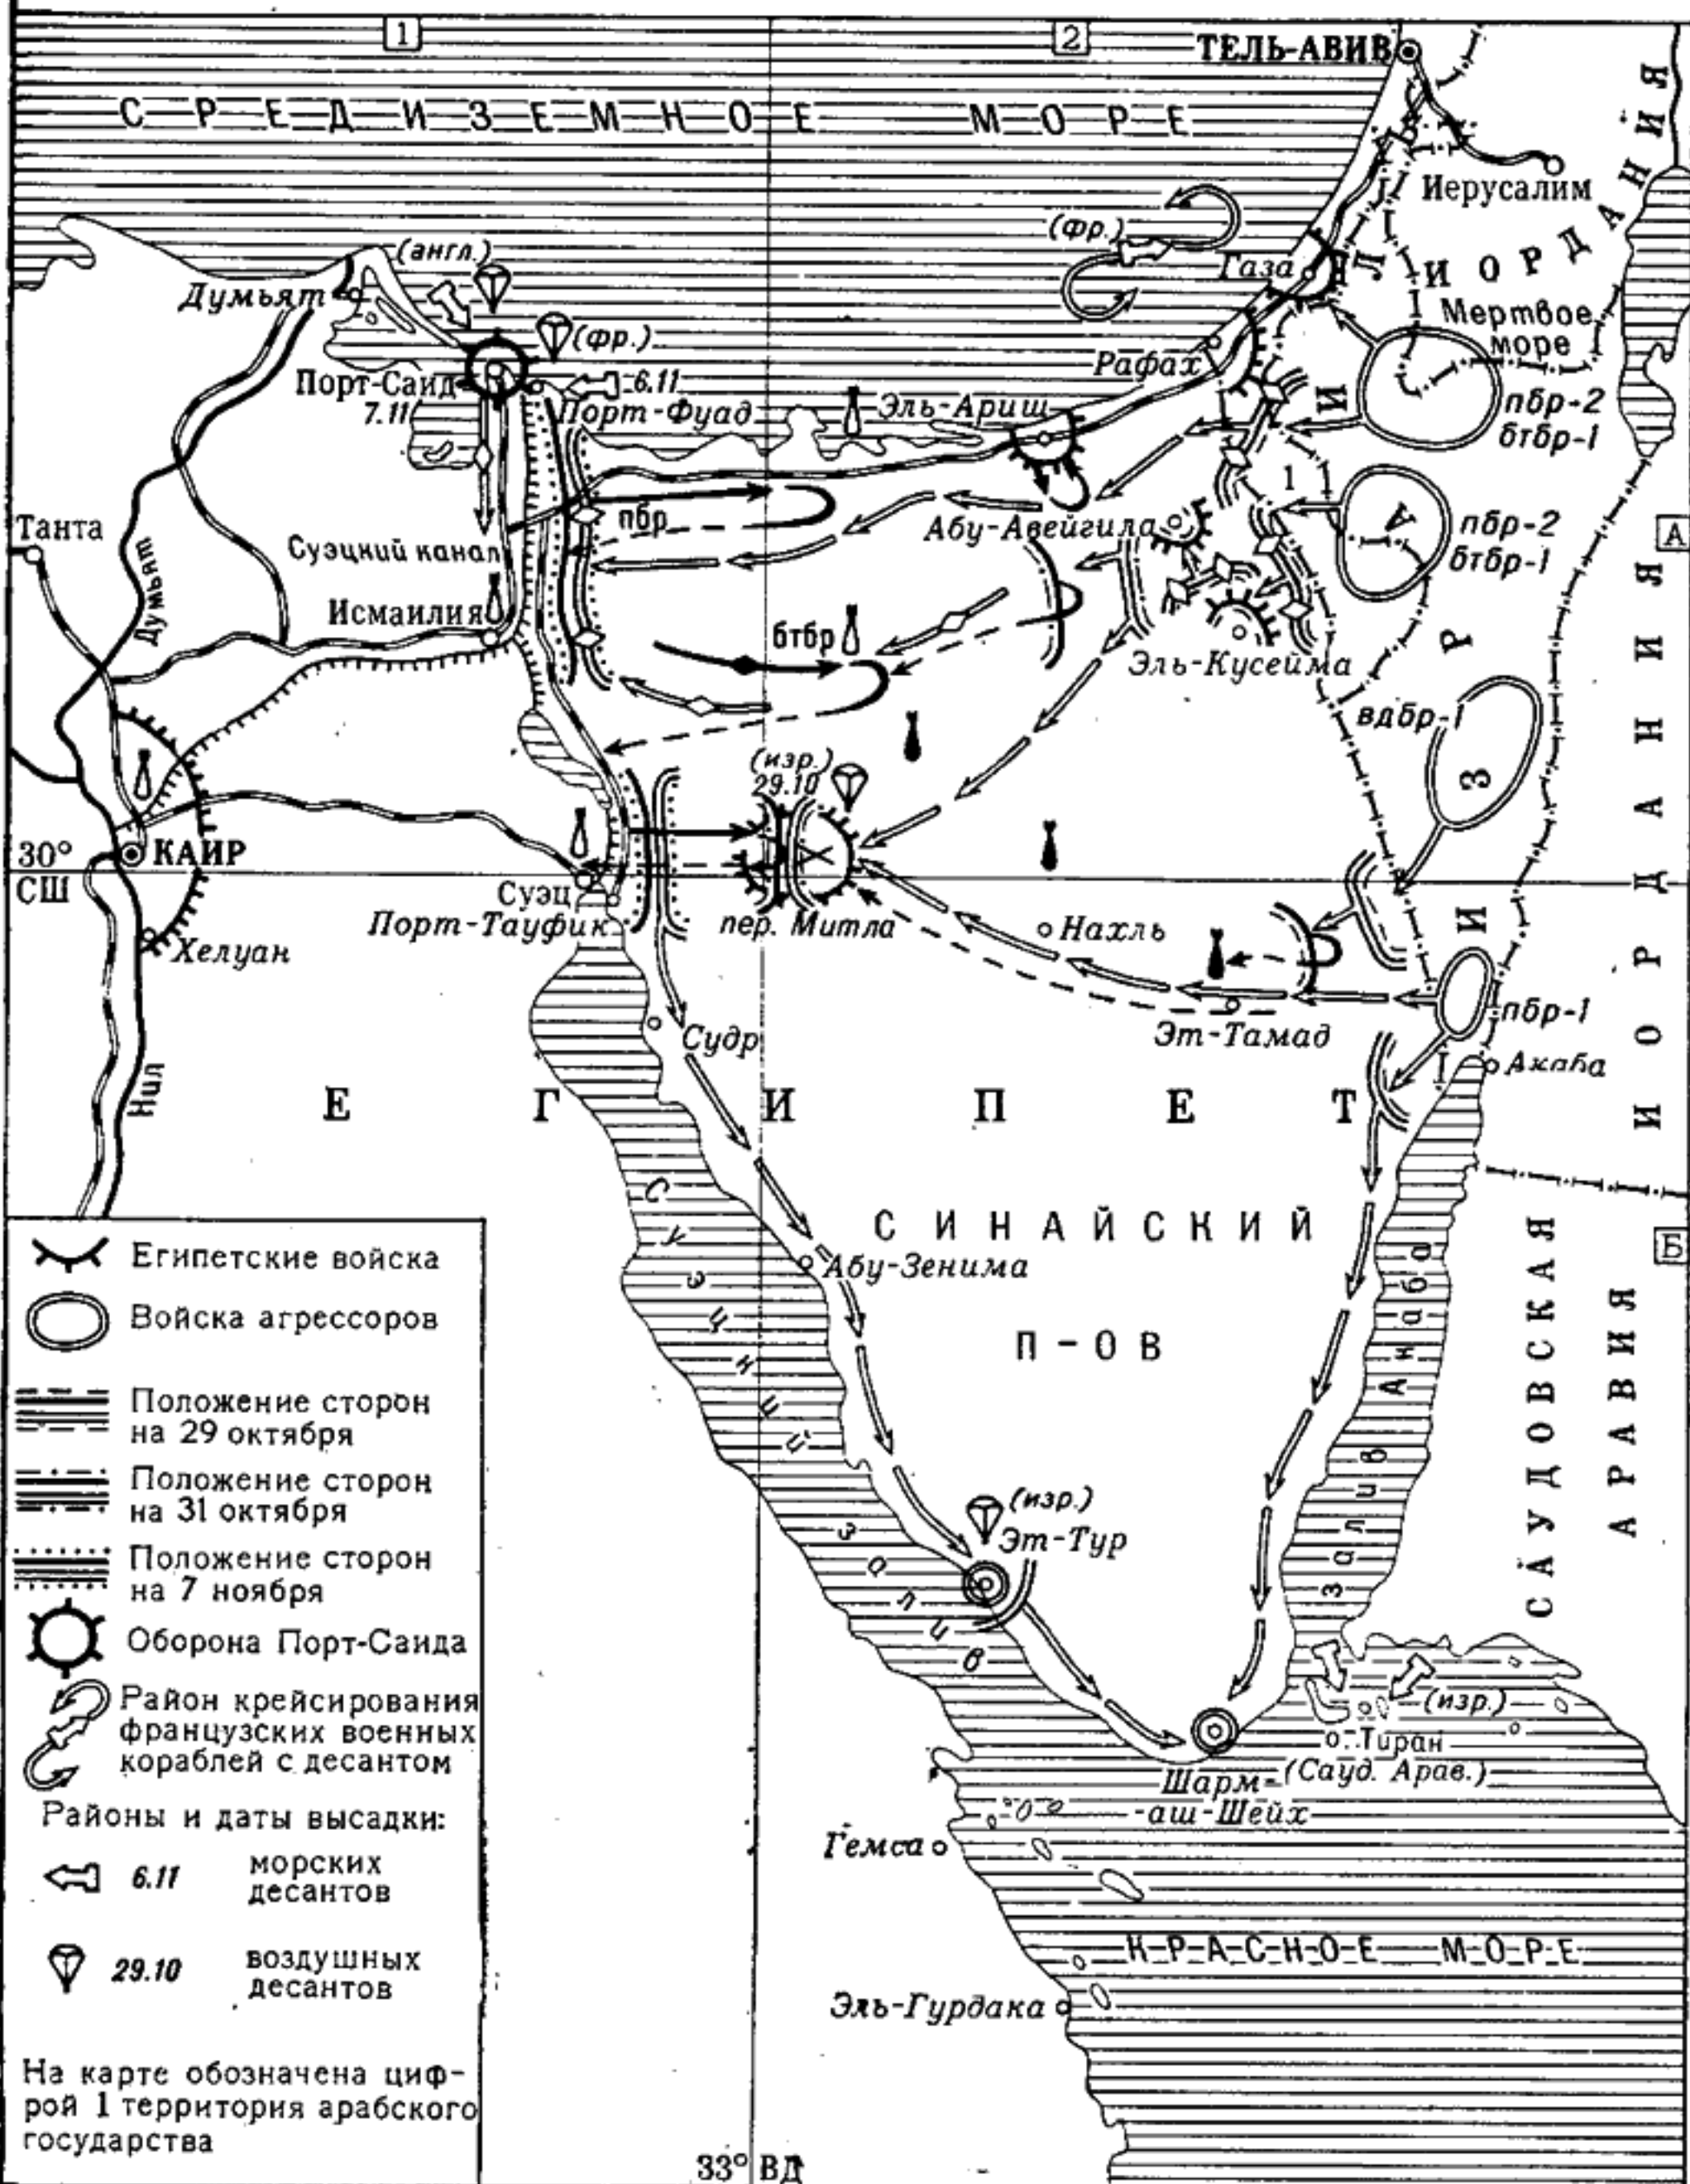 1
2
ТЕЛЬ-АВИВ
СРЕДИЗЕМНОЕ МОРЕ
Иерусалим
ИОРДАНИЯ
(англ.)
(фр.)
Газа
ИОРДАНИЯ
Думьят
Мертвое
море
(фр.)
Рафах
Порт-Саид
7.11
6.11
Порт-Фуад
Эль-Ариш
ИЗРАИЛЬ
пбр-2
бтбр-1
1
пбр
Абу-Авейгила
пбр-2
бтбр-1
А
Танта
Суэцкий канал
Думьят
Исмаилия
бтбр
Эль-Кусейма
вдбр-1
(изр.)
29.10
30°
СШ
КАИР
Суэц
Порт-Тауфик
пер. Митла
Нахль
Хелуан
Судр
Эт-Тамад
пбр-1
Акаба
Нил
ЕГИПЕТ
Суэцкий залив
СИНАЙСКИЙ
П-ОВ
Абу-Зенима
залив Акаба
САУДОВСКАЯ
АРАВИЯ
Б
(изр.)
Эт-Тур
(изр.)
о. Тиран
(Сауд. Арав.)
Шарм-
-аш-Шейх
Гемса
КРАСНОЕ МОРЕ
Эль-Гурдака
33° ВД
Египетские войска
Войска агрессоров
Положение сторон
на 29 октября
Положение сторон
на 31 октября
Положение сторон
на 7 ноября
Оборона Порт-Саида
Район крейсирования
французских военных
кораблей с десантом
Районы и даты высадки:
6.11 морских
десантов
29.10 воздушных
десантов
На карте обозначена циф-
рой 1 территория арабского
государства